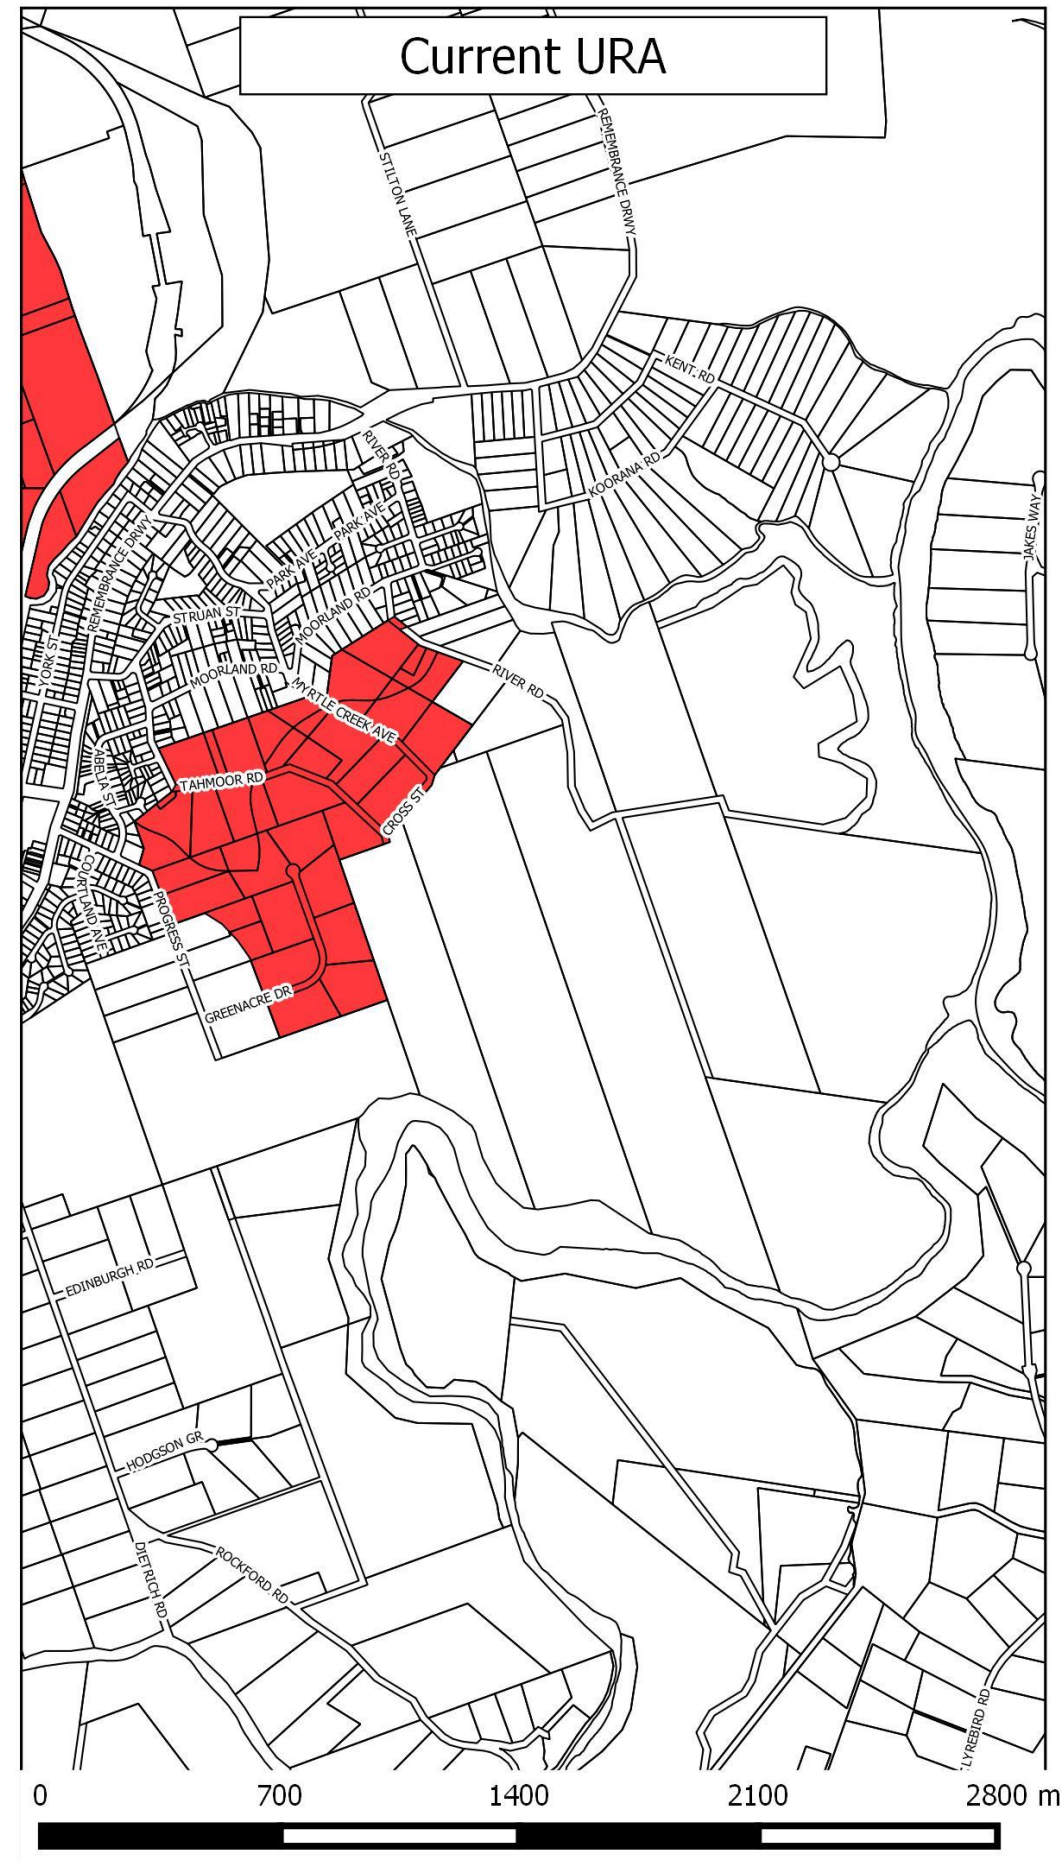 Current URA
STILTON LANE
REMEMBRANCE DRWY
KENT RD
RIVER RD
KOORANA RD
JAKES WAY
PARK AVE
PARK AVE
REMEMBRANCE DRWY
MOORLAND RD
STRUAN ST
YORK ST
MOORLAND RD
RIVER RD
MYRTLE CREEK AVE
ABELIA ST
TAHMOOR RD
CROSS ST
COURTLAND AVE
PROGRESS ST
GREENACRE DR
EDINBURGH RD
HODGSON GR
DIETRICH RD
ROCKFORD RD
LYREBIRD RD
0 700 1400 2100 2800 m